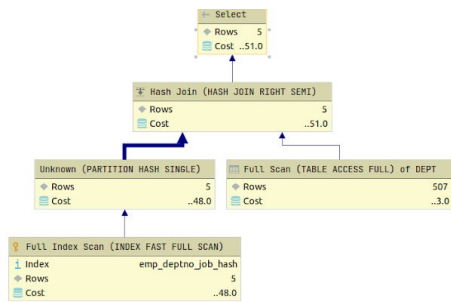 Select
Rows 5
Cost ..51.0
Hash Join (HASH JOIN RIGHT SEMI)
Rows 5
Cost ..51.0
Unknown (PARTITION HASH SINGLE)
Rows 5
Cost ..48.0
Full Scan (TABLE ACCESS FULL) of DEPT
Rows 507
Cost ..3.0
Full Index Scan (INDEX FAST FULL SCAN)
Index emp_deptno_job_hash
Rows 5
Cost ..48.0